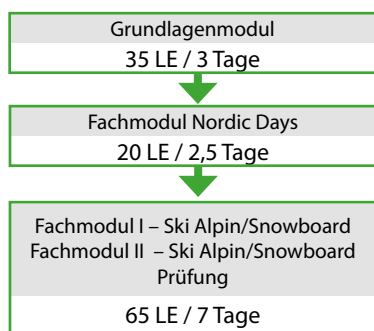 Grundlagenmodul
35 LE / 3 Tage
Fachmodul Nordic Days
20 LE / 2,5 Tage
Fachmodul I – Ski Alpin/Snowboard
Fachmodul II – Ski Alpin/Snowboard
Prüfung
65 LE / 7 Tage